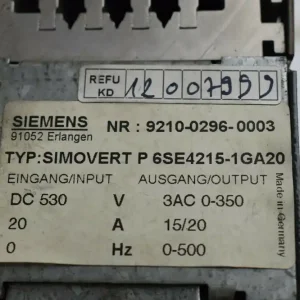 REFU
KD 12007999
SIEMENS
91052 Erlangen
NR : 9210-0296-0003
TYP:SIMOVERT P 6SE4215-1GA20
EINGANG/INPUT AUSGANG/OUTPUT
DC 530 V 3AC 0-350
20 A 15/20
0 Hz 0-500
Made in Germany